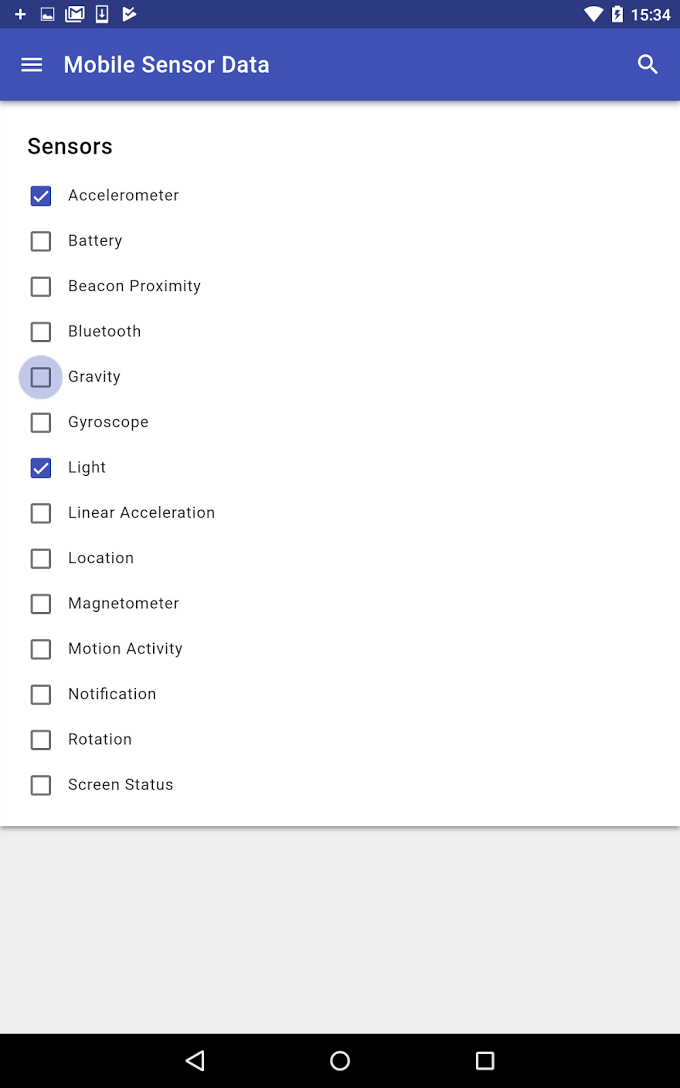 15:34
Mobile Sensor Data
Sensors
Accelerometer
Battery
Beacon Proximity
Bluetooth
Gravity
Gyroscope
Light
Linear Acceleration
Location
Magnetometer
Motion Activity
Notification
Rotation
Screen Status